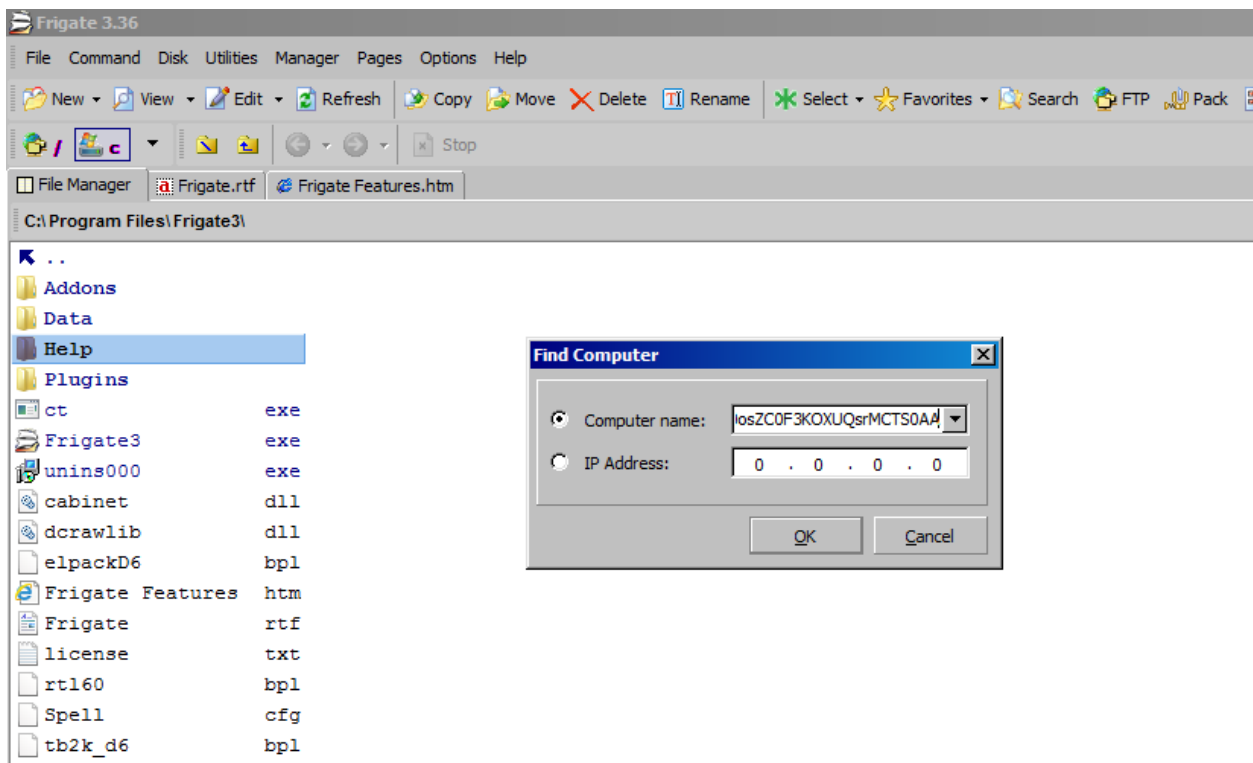 Frigate 3.36
File Command Disk Utilities Manager Pages Options Help
New View Edit Refresh Copy Move Delete Rename Select Favorites Search FTP Pack
/ c Stop
File Manager Frigate.rtf Frigate Features.htm
C:\Program Files\Frigate3\
..
Addons
Data
Help
Plugins
ct exe
Frigate3 exe
unins000 exe
cabinet dll
dcrawlib dll
elpackD6 bpl
Frigate Features htm
Frigate rtf
license txt
rtl60 bpl
Spell cfg
tb2k_d6 bpl
Find Computer
Computer name: osZC0F3KOXUQsrMCTS0AA
IP Address: 0 . 0 . 0 . 0
OK Cancel